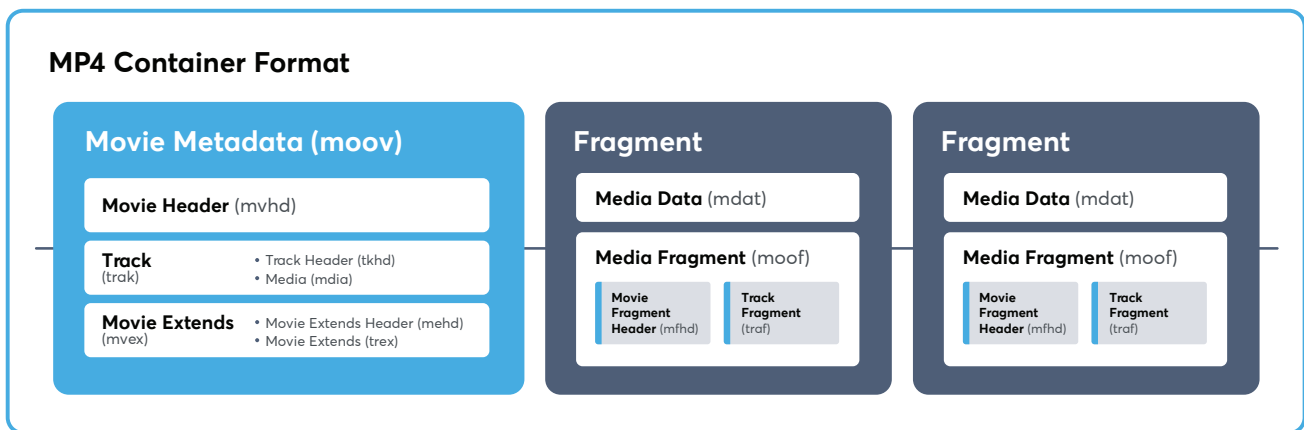 MP4 Container Format
Movie Metadata (moov)
Movie Header (mvhd)
Track
(trak)
• Track Header (tkhd)
• Media (mdia)
Movie Extends
(mvex)
• Movie Extends Header (mehd)
• Movie Extends (trex)
Fragment
Media Data (mdat)
Media Fragment (moof)
Movie
Fragment
Header (mfhd)
Track
Fragment
(traf)
Fragment
Media Data (mdat)
Media Fragment (moof)
Movie
Fragment
Header (mfhd)
Track
Fragment
(traf)